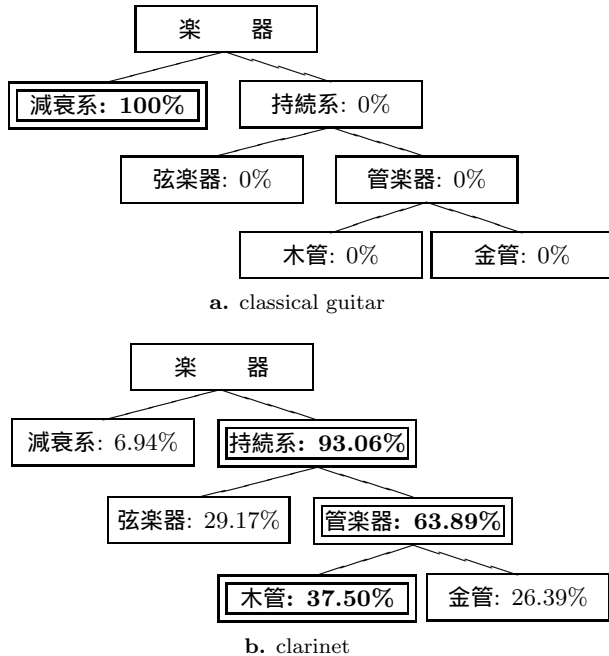 楽 器
減衰系: 100% 持続系: 0%
弦楽器: 0% 管楽器: 0%
木管: 0% 金管: 0%
a. classical guitar
楽 器
減衰系: 6.94% 持続系: 93.06%
弦楽器: 29.17% 管楽器: 63.89%
木管: 37.50% 金管: 26.39%
b. clarinet